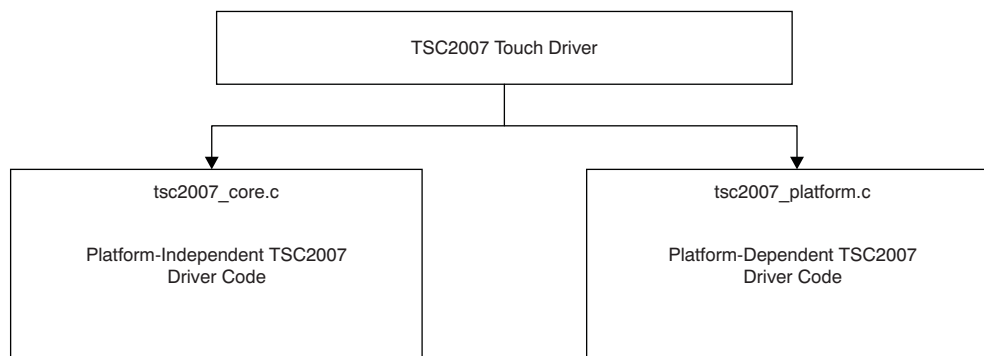 TSC2007 Touch Driver
tsc2007_core.c
Platform-Independent TSC2007
Driver Code
tsc2007_platform.c
Platform-Dependent TSC2007
Driver Code